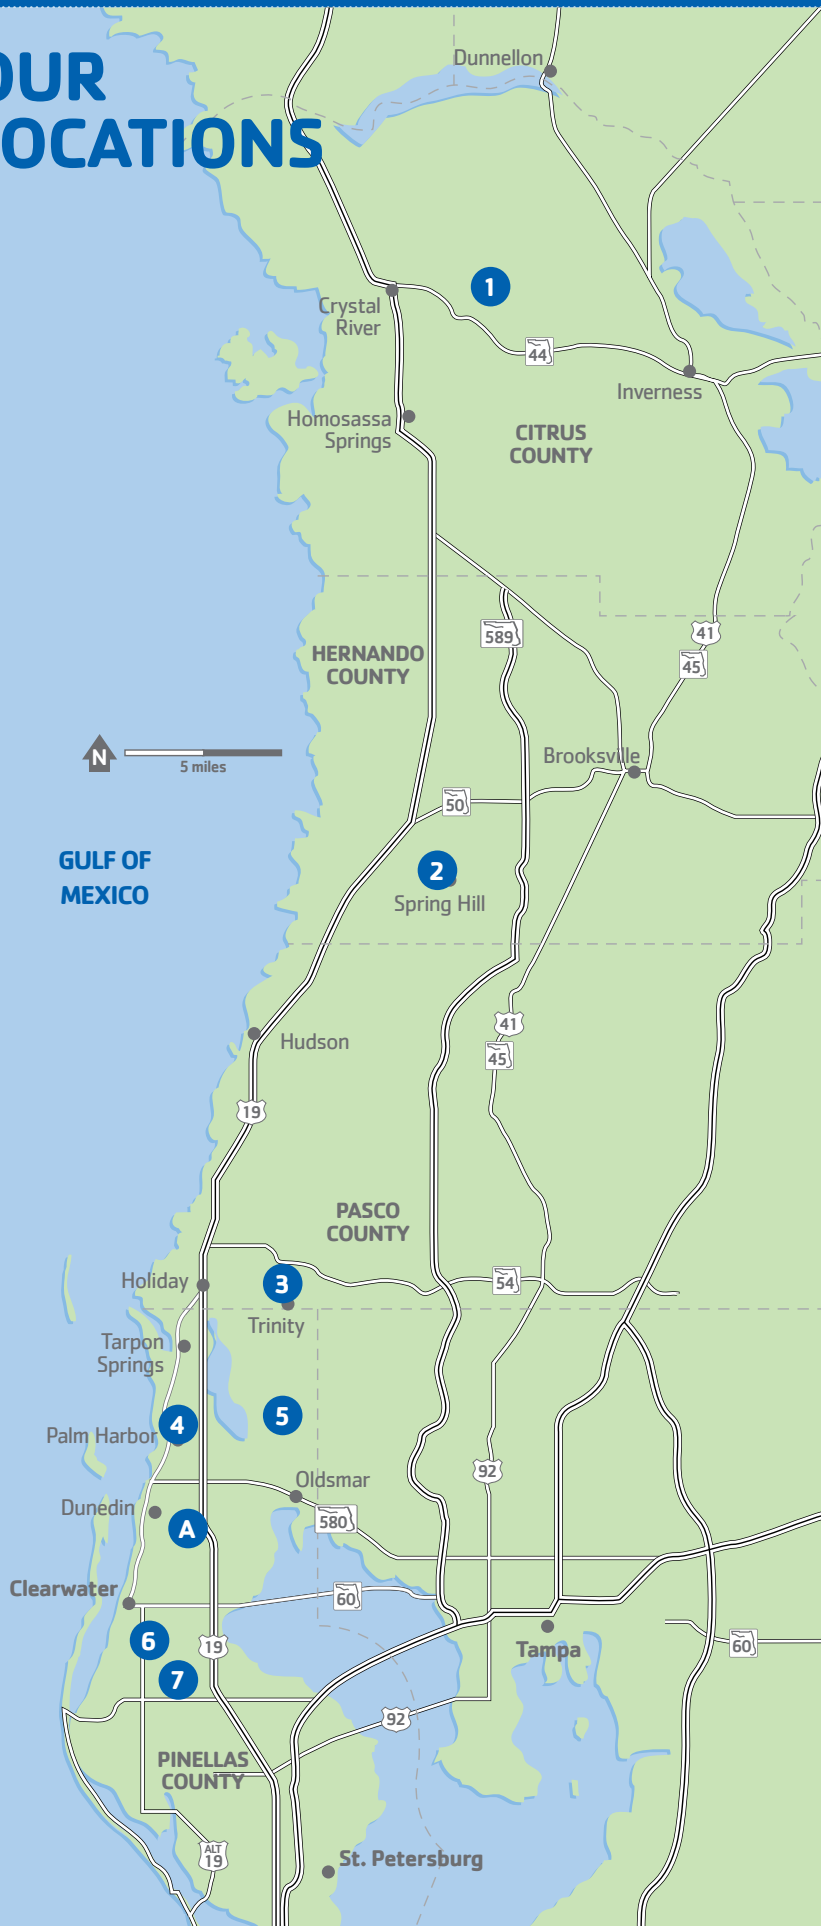 OUR
OCATIONS
Dunnellon
1
Crystal
River
44
Inverness
Homosassa
Springs
CITRUS
COUNTY
589
41
45
HERNANDO
COUNTY
N
5 miles
Brooksville
50
GULF OF
MEXICO
2
Spring Hill
41
45
Hudson
19
PASCO
COUNTY
Holiday
3
54
Trinity
Tarpon
Springs
5
4
Palm Harbor
92
Oldsmar
Dunedin
580
A
Clearwater
60
6
19
Tampa
60
7
92
PINELLAS
COUNTY
ALT
19
St. Petersburg